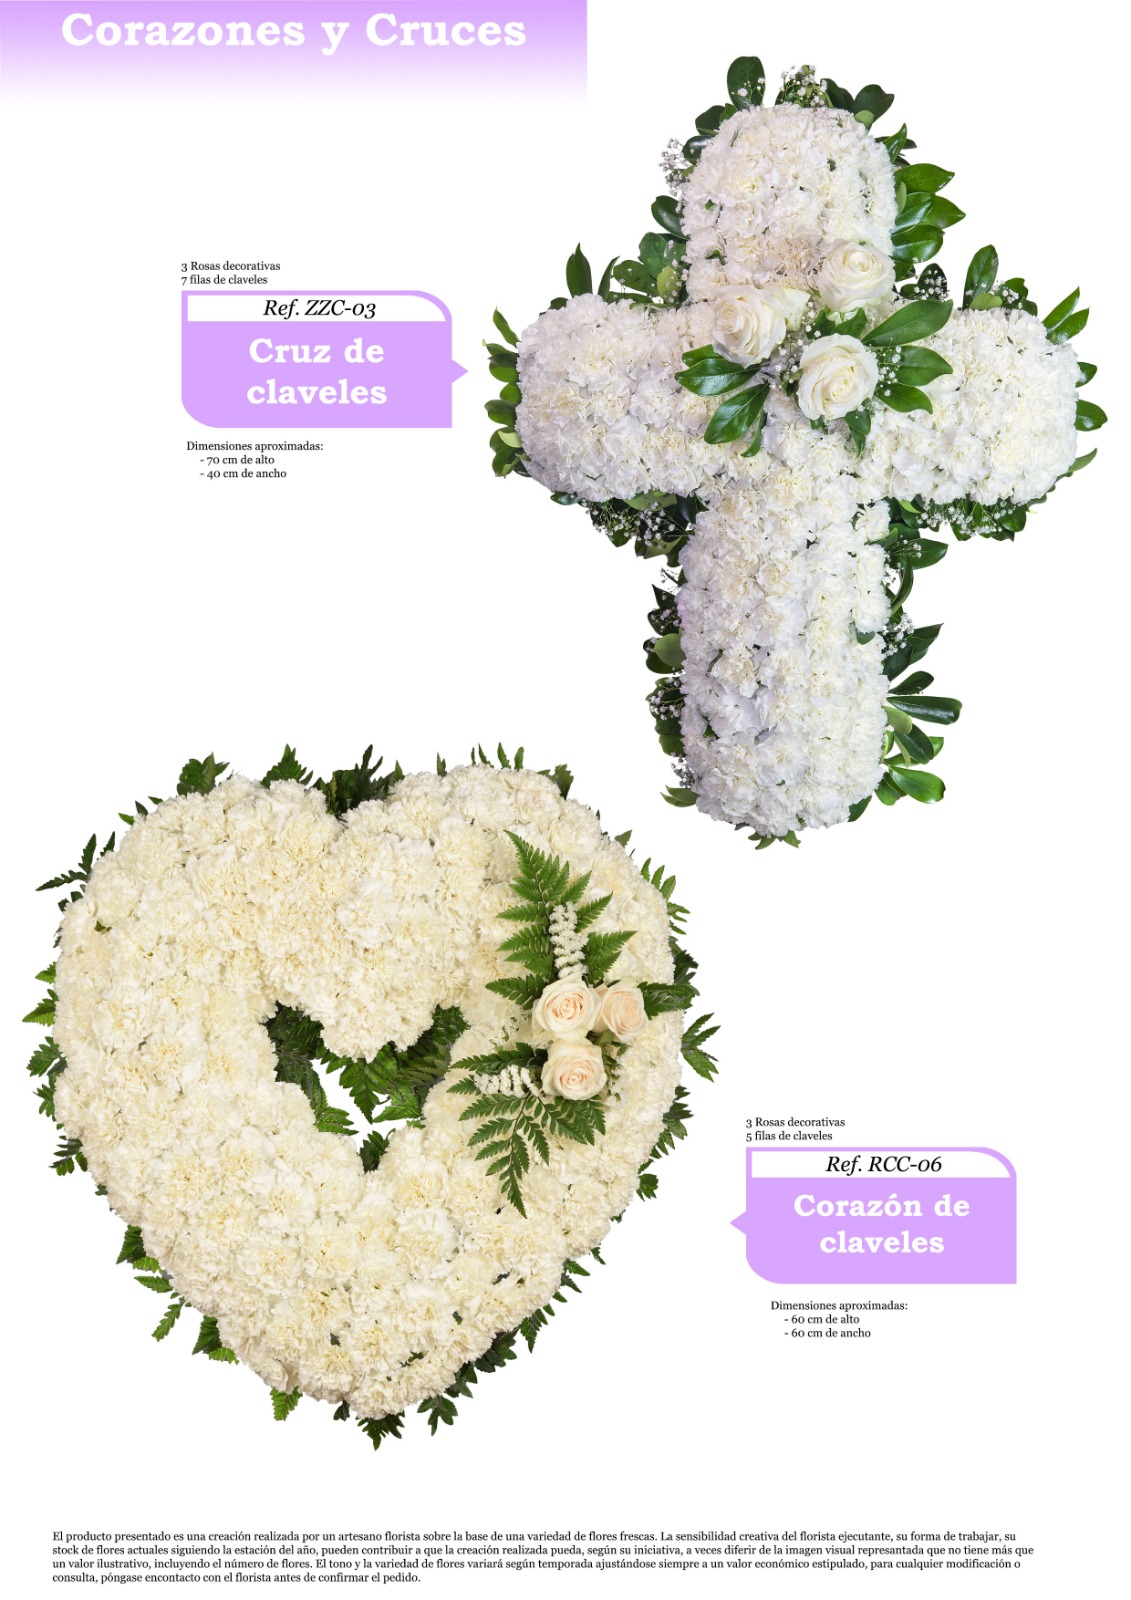 Corazones y Cruces
3 Rosas decorativas
7 filas de claveles
Ref. ZZC-03
Cruz de
claveles
Dimensiones aproximadas:
- 70 cm de alto
- 40 cm de ancho
3 Rosas decorativas
5 filas de claveles
Ref. RCC-06
Corazón de
claveles
Dimensiones aproximadas:
- 60 cm de alto
- 60 cm de ancho
El producto presentado es una creación realizada por un artesano florista sobre la base de una variedad de flores frescas. La sensibilidad creativa del florista ejecutante, su forma de trabajar, su
stock de flores actuales siguiendo la estación del año, pueden contribuir a que la creación realizada pueda, según su iniciativa, a veces diferir de la imagen visual represantada que no tiene más que
un valor ilustrativo, incluyendo el número de flores. El tono y la variedad de flores variará según temporada ajustándose siempre a un valor económico estipulado, para cualquier modificación o
consulta, póngase encontacto con el florista antes de confirmar el pedido.